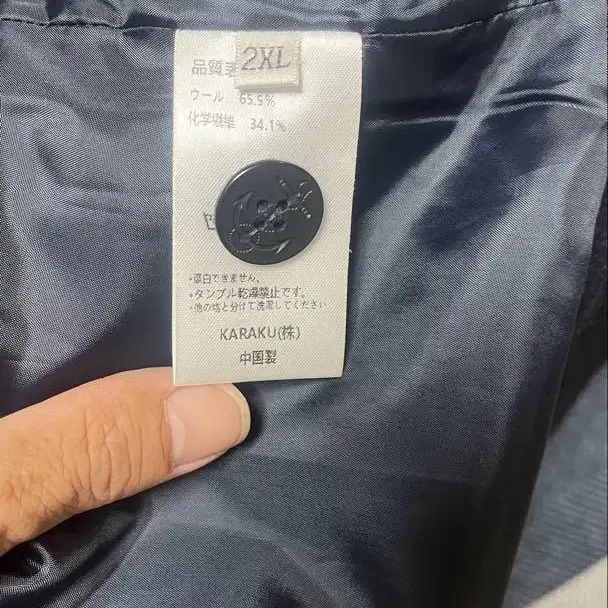 2XL
品質表
ウール 65.9%
化学繊維 34.1%
・漂白できません。
・タンブル乾燥禁止です。
・他の物と分けて洗濯してください
KARAKU(株)
中国製